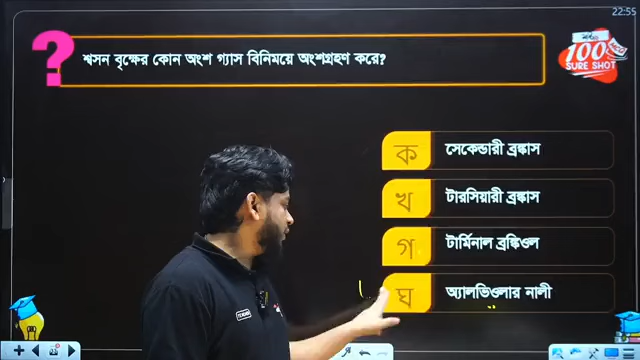 22:55
শ্বসন বৃক্ষের কোন অংশ গ্যাস বিনিময়ে অংশগ্রহণ করে?
100
SURE SHOT
ক সেকেন্ডারী ব্রঙ্কাস
খ টারসিয়ারী ব্রঙ্কাস
গ টার্মিনাল ব্রঙ্কিওল
ঘ অ্যালভিওলার নালী